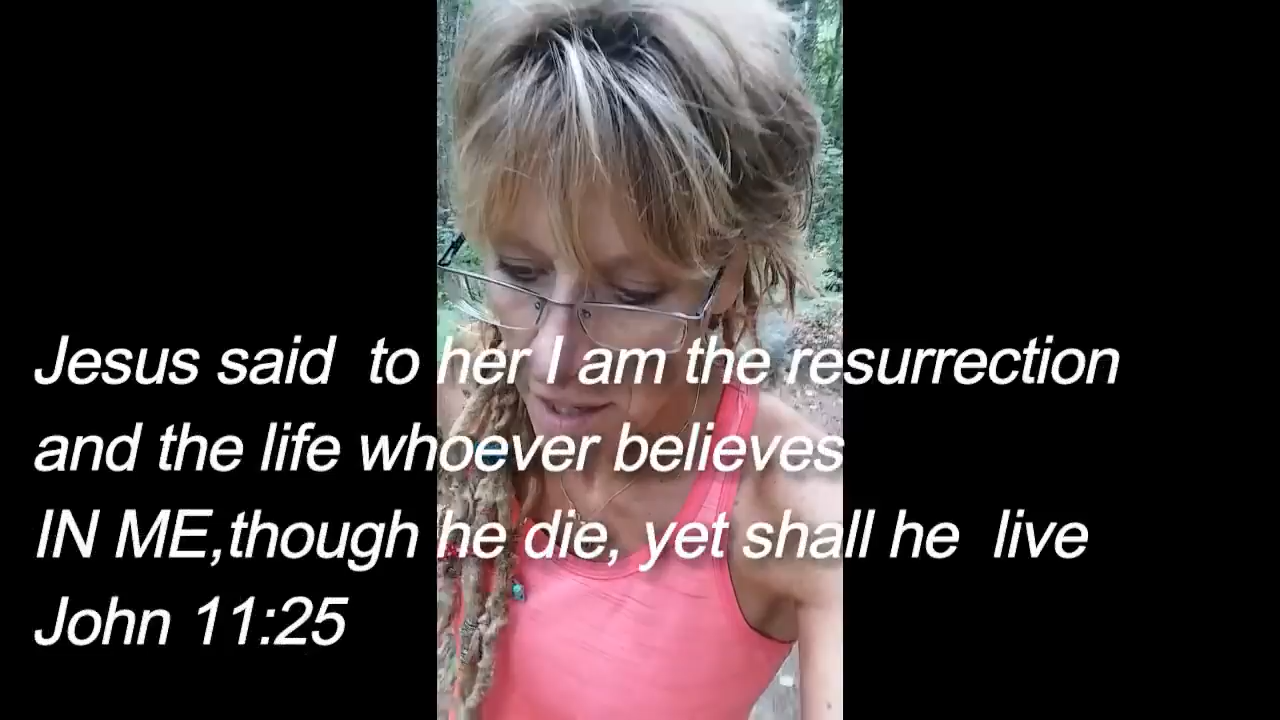 Jesus said  to her I am the resurrection
and the life whoever believes
IN ME,though he die, yet shall he  live
John 11:25